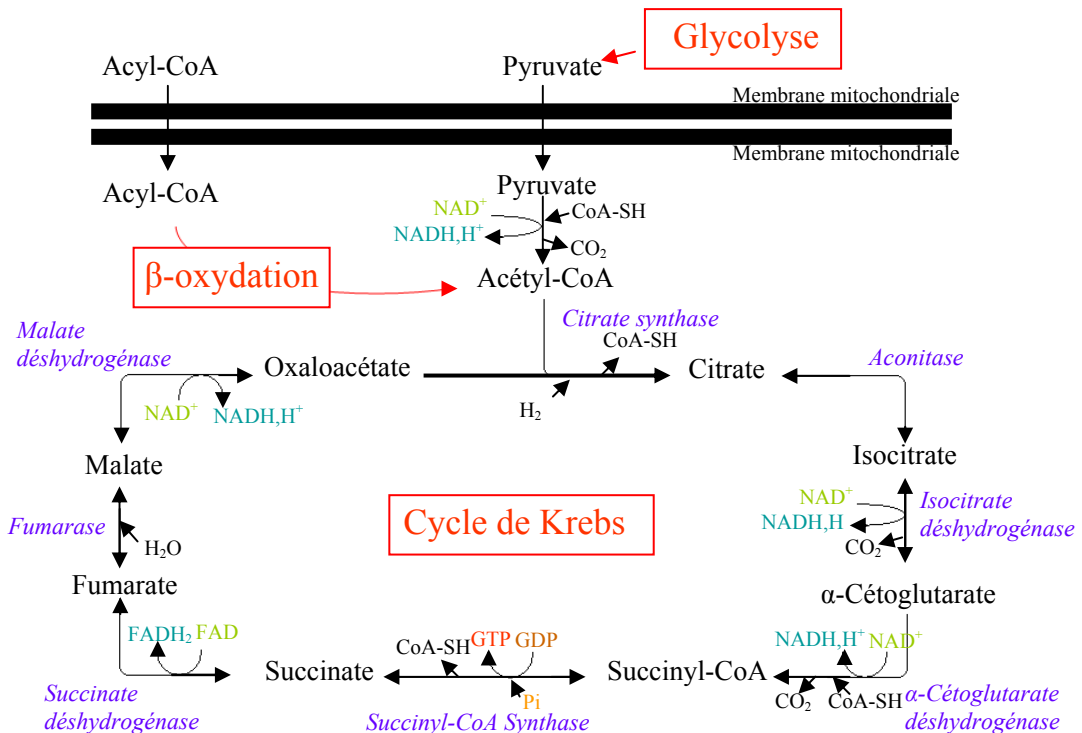 Glycolyse
Acyl-CoA
Pyruvate
Membrane mitochondriale
Membrane mitochondriale
Acyl-CoA
Pyruvate
NAD⁺
CoA-SH
NADH,H⁺
CO₂
β-oxydation
Acétyl-CoA
Citrate synthase
CoA-SH
Malate
déshydrogénase
Oxaloacétate
Citrate
Aconitase
H₂
NAD⁺
NADH,H⁺
Malate
Isocitrate
NAD⁺
Isocitrate
déshydrogénase
NADH,H
CO₂
Cycle de Krebs
Fumarase
H₂O
Fumarate
α-Cétoglutarate
FADH₂
FAD
CoA-SH
GTP
GDP
NADH,H⁺
NAD⁺
Succinate
Succinyl-CoA
Pi
CO₂
CoA-SH
Succinate
déshydrogénase
Succinyl-CoA Synthase
α-Cétoglutarate
déshydrogénase